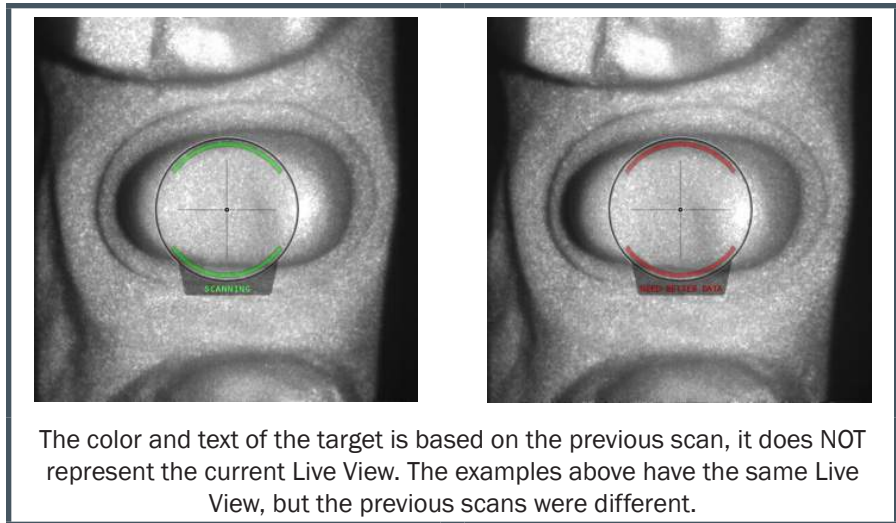 SCANNING
NEED BETTER DATA
The color and text of the target is based on the previous scan, it does NOT
represent the current Live View. The examples above have the same Live
View, but the previous scans were different.